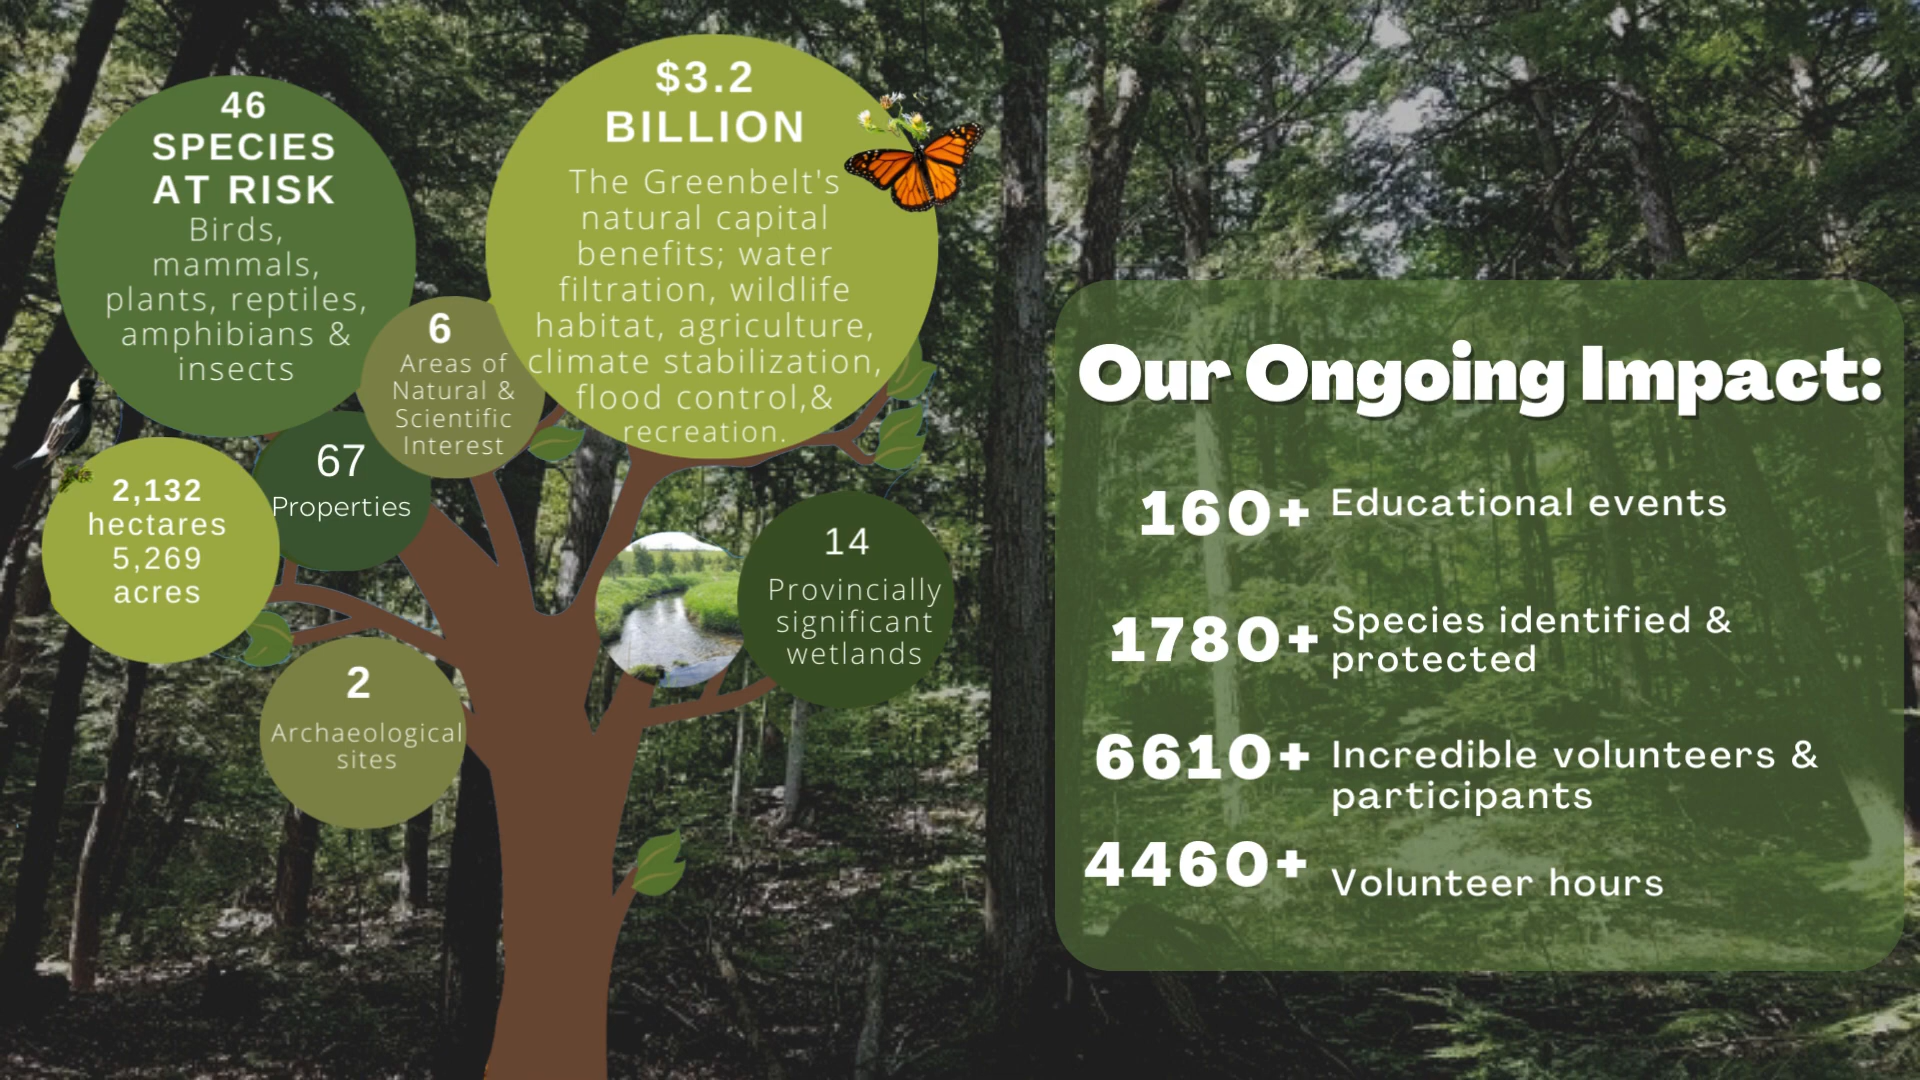 46
SPECIES
AT RISK
Birds,
mammals,
plants, reptiles,
amphibians &
insects
$3.2
BILLION
The Greenbelt's
natural capital
benefits; water
filtration, wildlife
habitat, agriculture,
climate stabilization,
flood control,&
recreation.
6
Areas of
Natural &
Scientific
Interest
67
Properties
2,132
hectares
5,269
acres
14
Provincially
significant
wetlands
2
Archaeological
sites
Our Ongoing Impact:
160+ Educational events
1780+ Species identified &
protected
6610+ Incredible volunteers &
participants
4460+ Volunteer hours